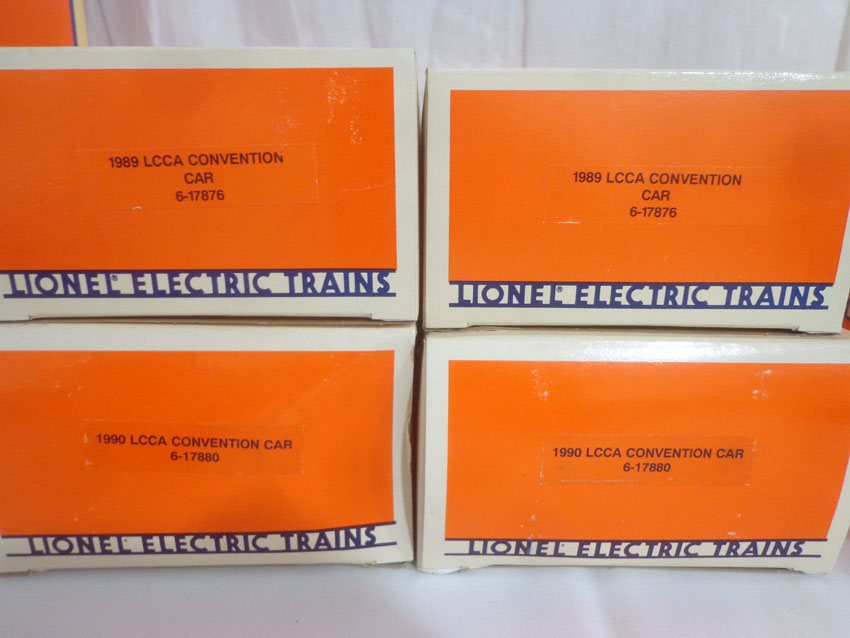 1989 LCCA CONVENTION
CAR
6-17876
LIONEL® ELECTRIC TRAINS
1989 LCCA CONVENTION
CAR
6-17876
LIONEL® ELECTRIC TRAINS
1990 LCCA CONVENTION CAR
6-17880
LIONEL® ELECTRIC TRAINS
1990 LCCA CONVENTION CAR
6-17880
LIONEL® ELECTRIC TRAINS